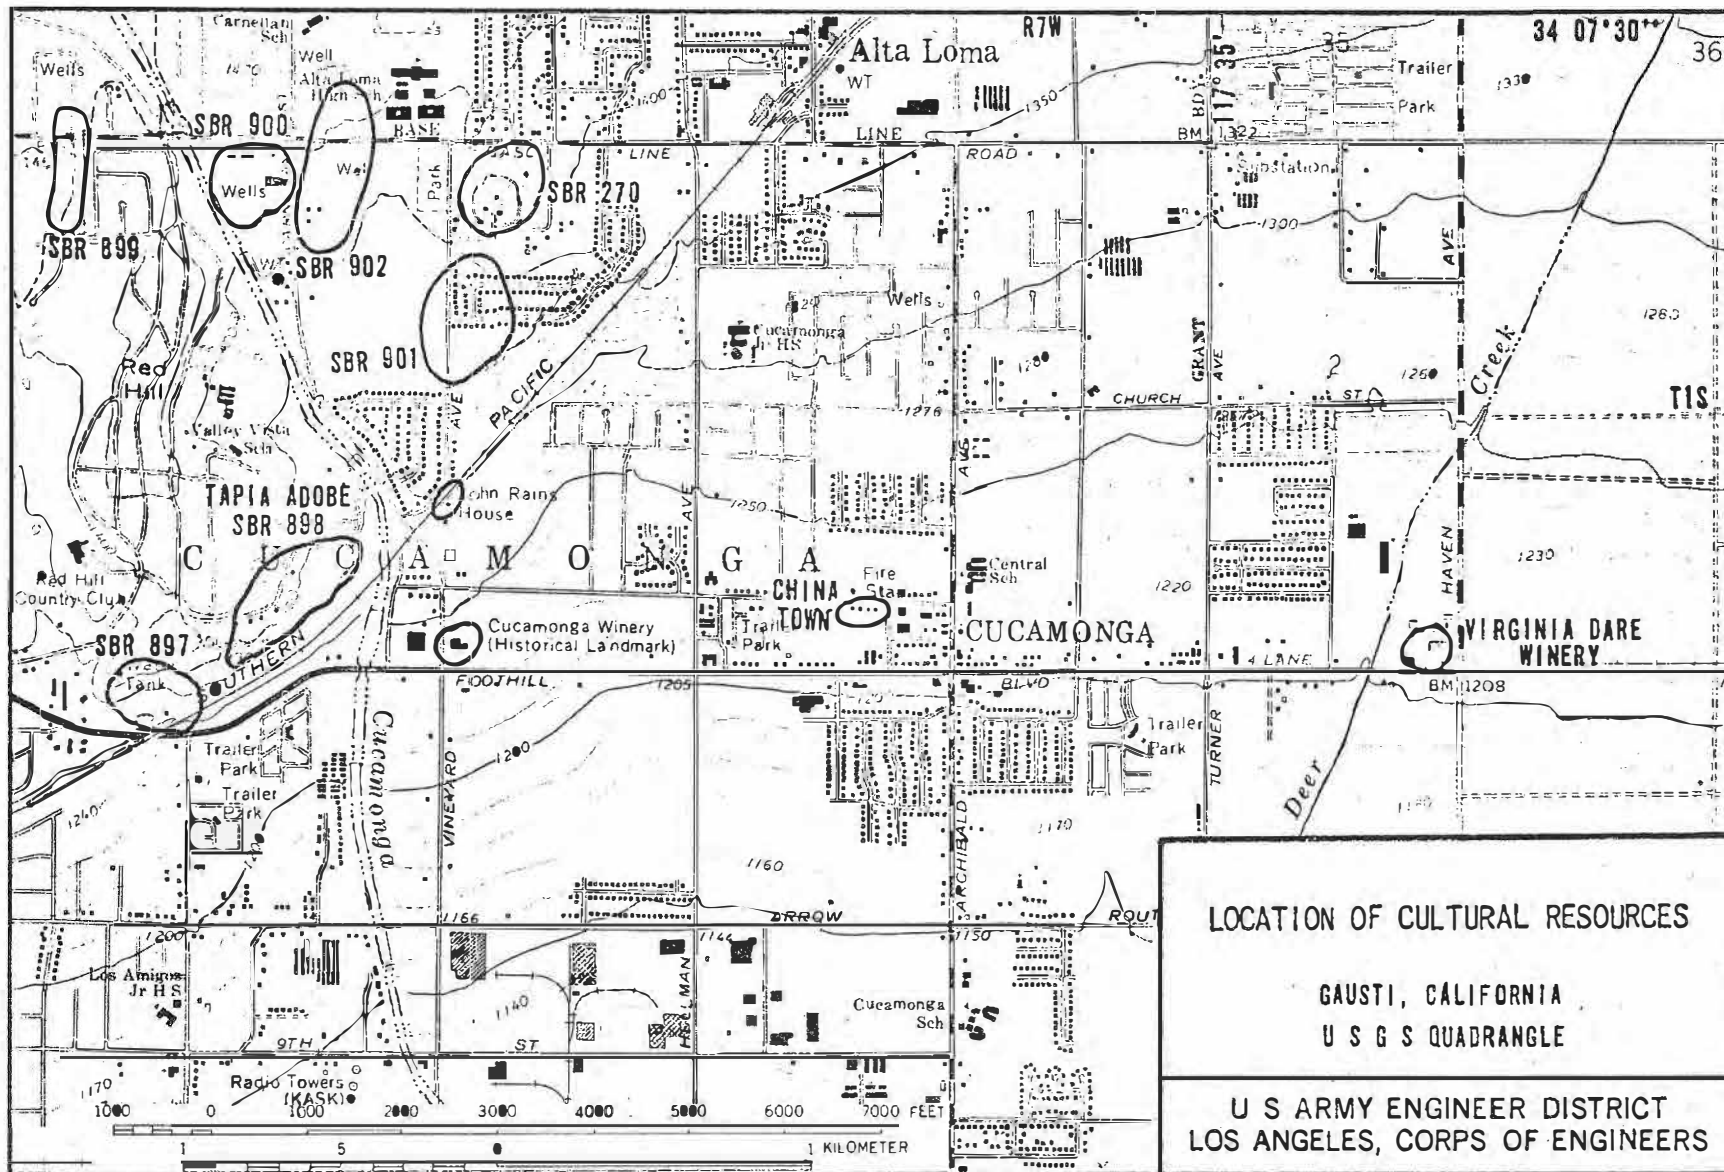 Carnelian
Sch
Wells
Well
Alta Loma
High Sch
BASE
LINE
ROAD
Alta Loma
WT
R7W
117° 35'
BDY
34 07°30"
36
Trailer
Park
1330
1400
1350
BM
1322
SBR 900
SBR 899
Wells
SBR 902
WT
Park
SBR 270
Substation
1300
AVE
SBR 901
Red
Hill
PACIFIC
AVE
Cucamonga
Jr HS
Wells
1280
GRANT
AVE
CHURCH
ST
1260
1260
Creek
T1S
Valley Vista
Sch
1276
TAPIA ADOBE
SBR 898
John Rains
House
1250
AVE
CUCAMONGA
Red Hill
Country Club
Central
Sch
1220
1230
HAVEN
CHINA
TOWN
Fire
Sta
Cucamonga Winery
(Historical Landmark)
Trailer
Park
CUCAMONGA
4 LANE
VIRGINIA DARE
WINERY
SBR 897
Tank
SOUTHERN
FOOTHILL
1205
BLVD
BM 1208
1200
Cucamonga
Trailer
Park
Trailer
Park
1240
VINEYARD
1160
ARCHIBALD
1170
Trailer
Park
TURNER
Deer
1166
ARROW
ROUT
1200
1144
1150
Los Amigos
Jr H S
1140
HELLMAN
Cucamonga
Sch
9TH
ST
1170
Radio Towers
(KASK)
1000 0 1000 2000 3000 4000 5000 6000 7000 FEET
1 5 0 1 KILOMETER
LOCATION OF CULTURAL RESOURCES
GAUSTI, CALIFORNIA
U S G S QUADRANGLE
U S ARMY ENGINEER DISTRICT
LOS ANGELES, CORPS OF ENGINEERS